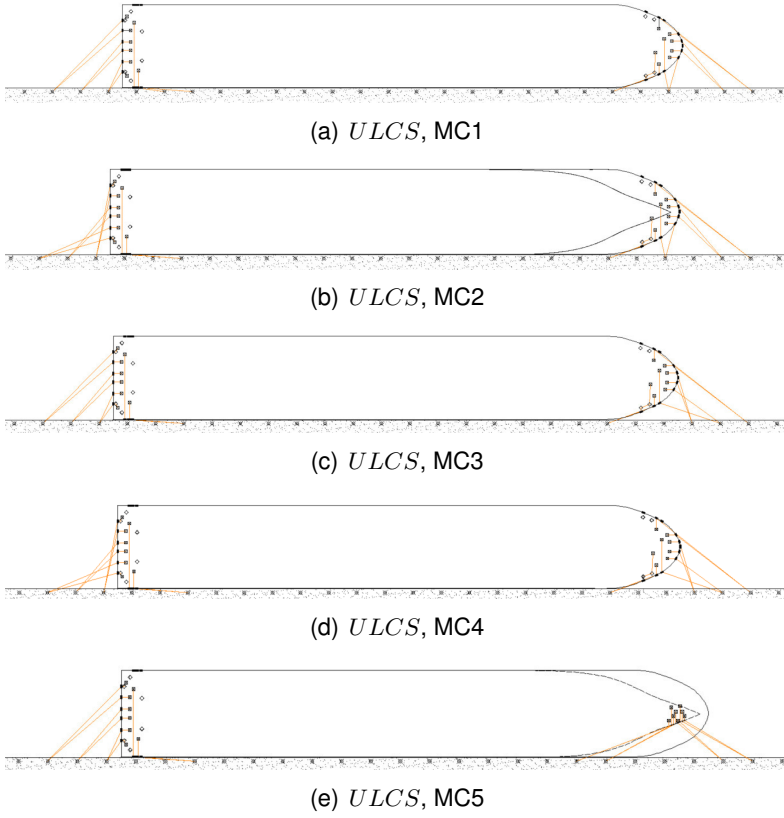 (a) ULCS, MC1
(b) ULCS, MC2
(c) ULCS, MC3
(d) ULCS, MC4
(e) ULCS, MC5